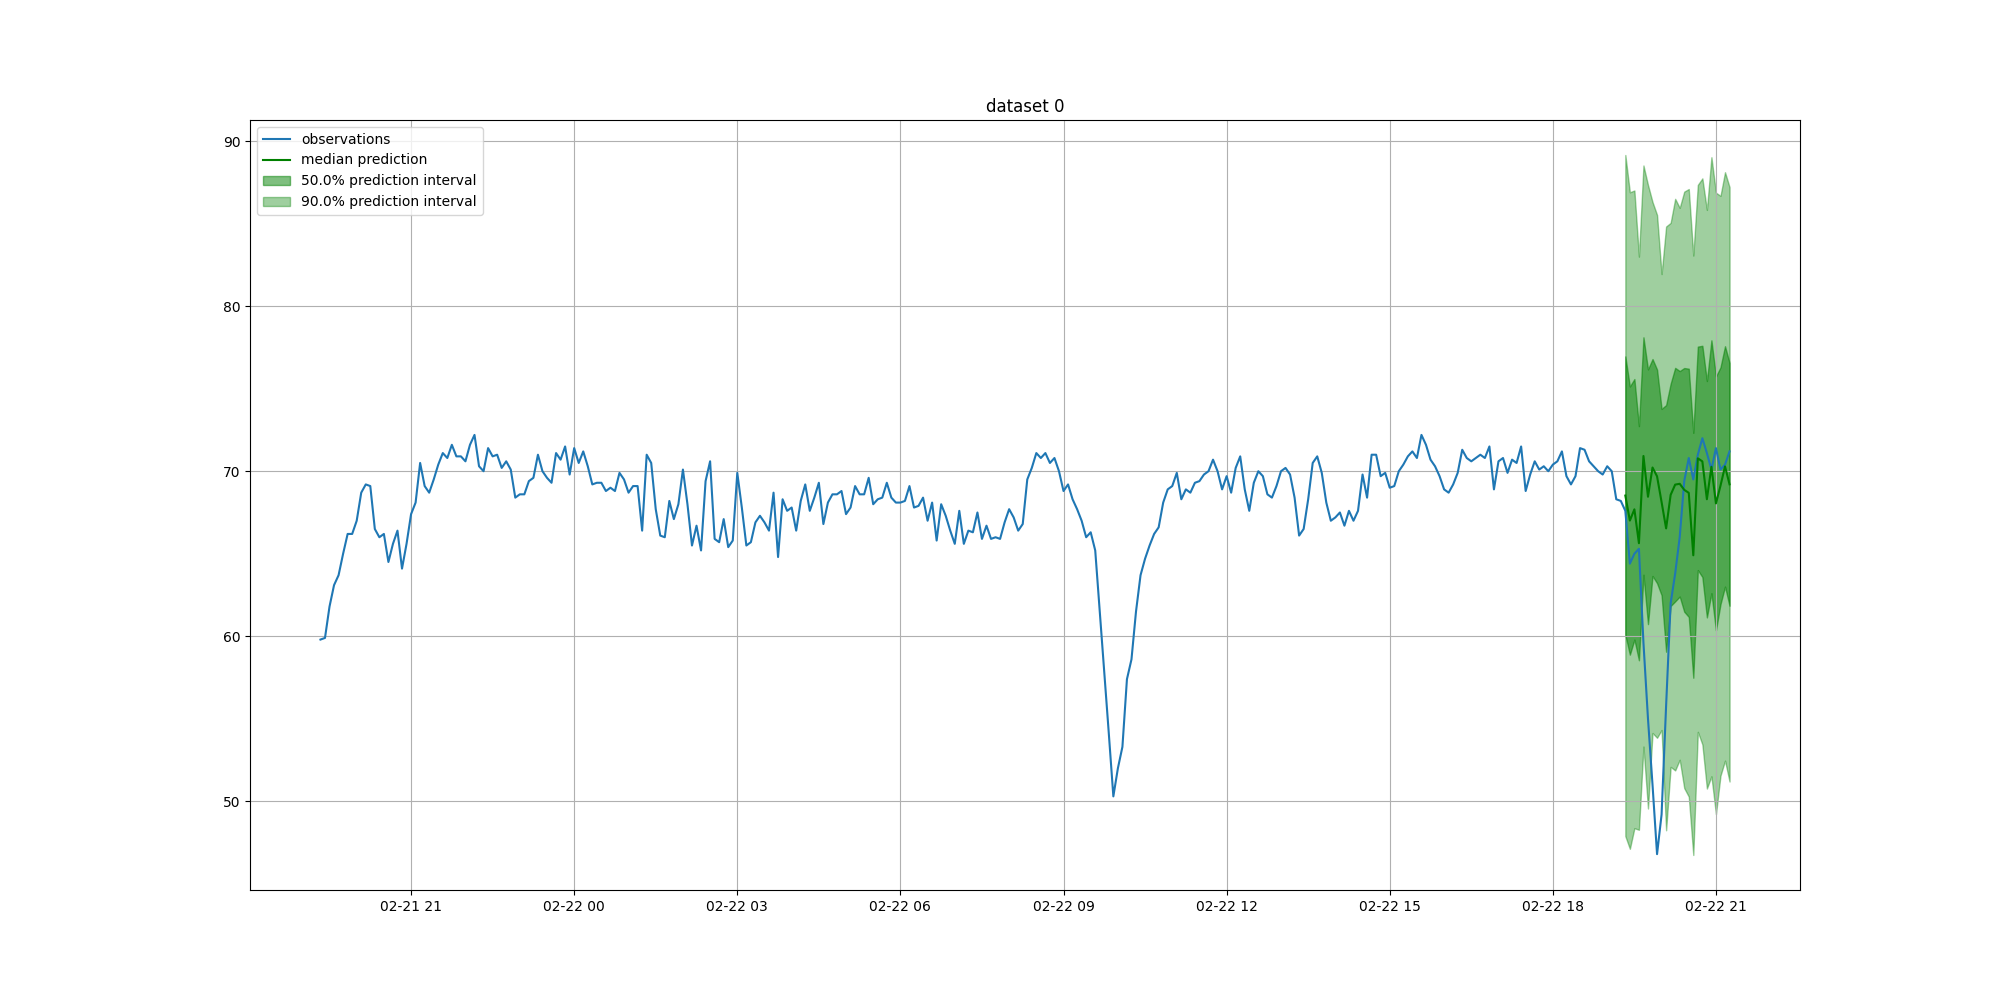 dataset 0
observations
median prediction
50.0% prediction interval
90.0% prediction interval
90
80
70
60
50
02-21 21
02-22 00
02-22 03
02-22 06
02-22 09
02-22 12
02-22 15
02-22 18
02-22 21